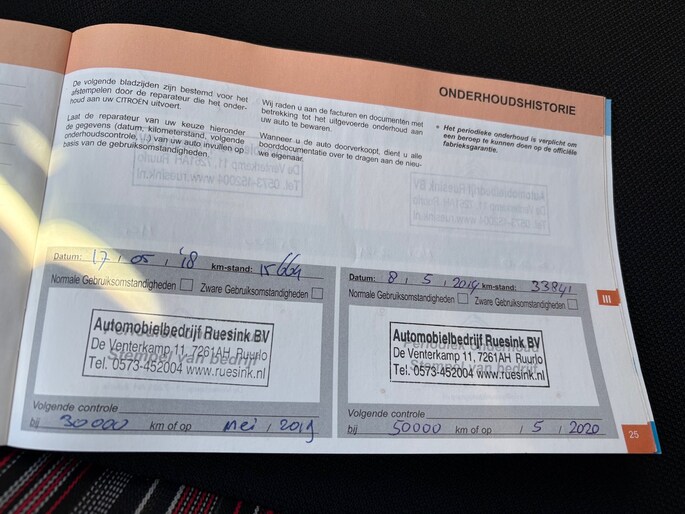 ONDERHOUDSHISTORIE
De volgende bladzijden zijn bestemd voor het
afstempelen door de reparateur die het onder-
houd aan uw CITROËN uitvoert.
Laat de reparateur van uw keuze hieronder
de gegevens (datum, kilometerstand, volgende
onderhoudscontrole, ...) van uw auto invullen op
basis van de gebruiksomstandigheden.
Wij raden u aan de facturen en documenten met
betrekking tot het uitgevoerde onderhoud aan
uw auto te bewaren.
Wanneer u de auto doorverkoopt, dient u alle
boorddocumentatie over te dragen aan de nieu-
we eigenaar.
* Het periodieke onderhoud is verplicht om
een beroep te kunnen doen op de officiële
fabrieksgarantie.
Datum: 17 / 05 / '18 km-stand: 15664
Normale Gebruiksomstandigheden Zware Gebruiksomstandigheden
Automobielbedrijf Ruesink BV
De Venterkamp 11, 7261AH Ruurlo
Stempel van bedrijf
Tel. 0573-452004 www.ruesink.nl
Volgende controle
bij 30000 km of op mei / 2019
Datum: 8 / 5 / 2019 km-stand: 33841
Normale Gebruiksomstandigheden Zware Gebruiksomstandigheden
Automobielbedrijf Ruesink BV
Periodiek onderhoud
De Venterkamp 11, 7261AH Ruurlo
Stempel van bedrijf
Tel. 0573-452004 www.ruesink.nl
Volgende controle
bij 50000 km of op / 5 / 2020
III
25